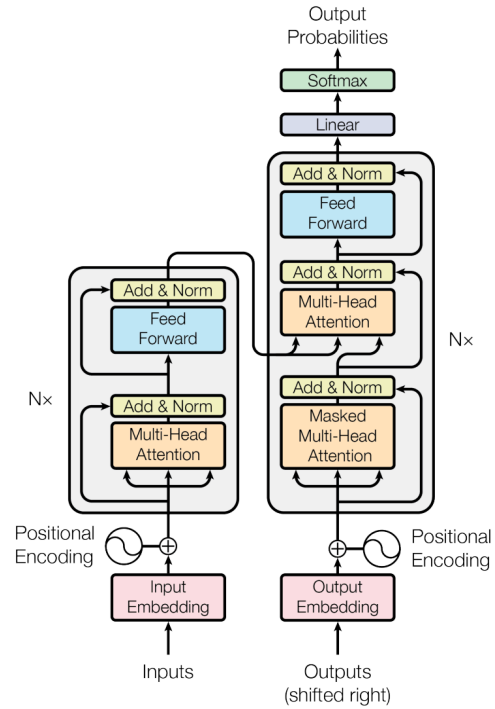 Output
Probabilities
Softmax
Linear
Add & Norm
Feed
Forward
Add & Norm
Multi-Head
Attention
Add & Norm
Masked
Multi-Head
Attention
N×
Add & Norm
Feed
Forward
Add & Norm
Multi-Head
Attention
N×
Positional
Encoding
Positional
Encoding
Input
Embedding
Output
Embedding
Inputs
Outputs
(shifted right)